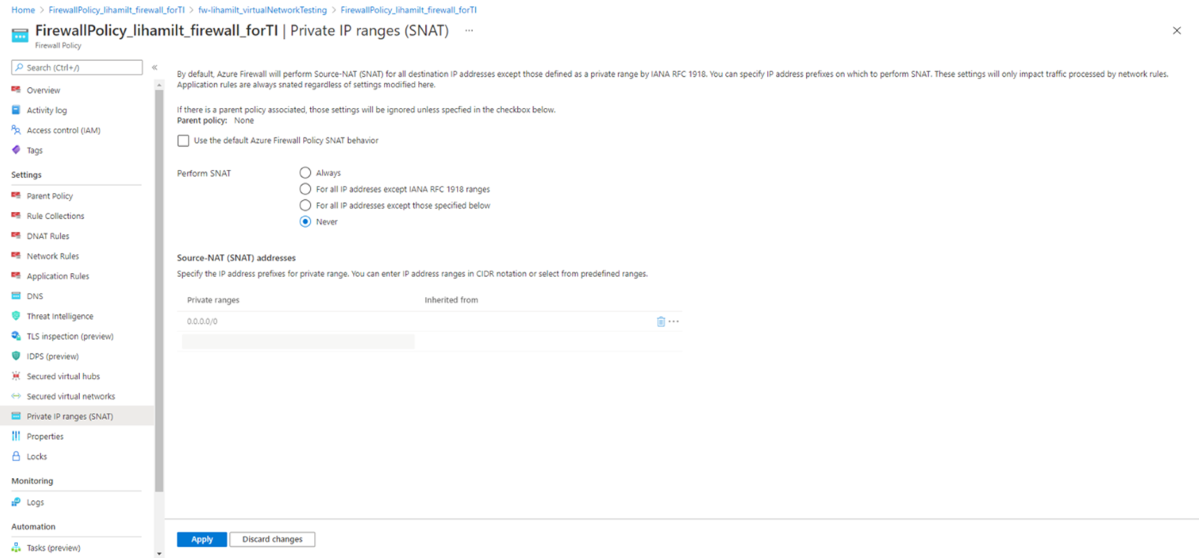 Home > FirewallPolicy_lihamilt_firewall_forTI > fw-lihamilt_virtualNetworkTesting > FirewallPolicy_lihamilt_firewall_forTI
FirewallPolicy_lihamilt_firewall_forTI | Private IP ranges (SNAT) ...
Firewall Policy
Search (Ctrl+/)
Overview
Activity log
Access control (IAM)
Tags
Settings
Parent Policy
Rule Collections
DNAT Rules
Network Rules
Application Rules
DNS
Threat Intelligence
TLS inspection (preview)
IDPS (preview)
Secured virtual hubs
Secured virtual networks
Private IP ranges (SNAT)
Properties
Locks
Monitoring
Logs
Automation
Tasks (preview)
By default, Azure Firewall will perform Source-NAT (SNAT) for all destination IP addresses except those defined as a private range by IANA RFC 1918. You can specify IP address prefixes on which to perform SNAT. These settings will only impact traffic processed by network rules.
Application rules are always snated regardless of settings modified here.
If there is a parent policy associated, those settings will be ignored unless specfied in the checkbox below.
Parent policy: None
Use the default Azure Firewall Policy SNAT behavior
Perform SNAT
Always
For all IP addreses except IANA RFC 1918 ranges
For all IP addresses except those specified below
Never
Source-NAT (SNAT) addresses
Specify the IP address prefixes for private range. You can enter IP address ranges in CIDR notation or select from predefined ranges.
Private ranges Inherited from
0.0.0.0/0
Apply Discard changes